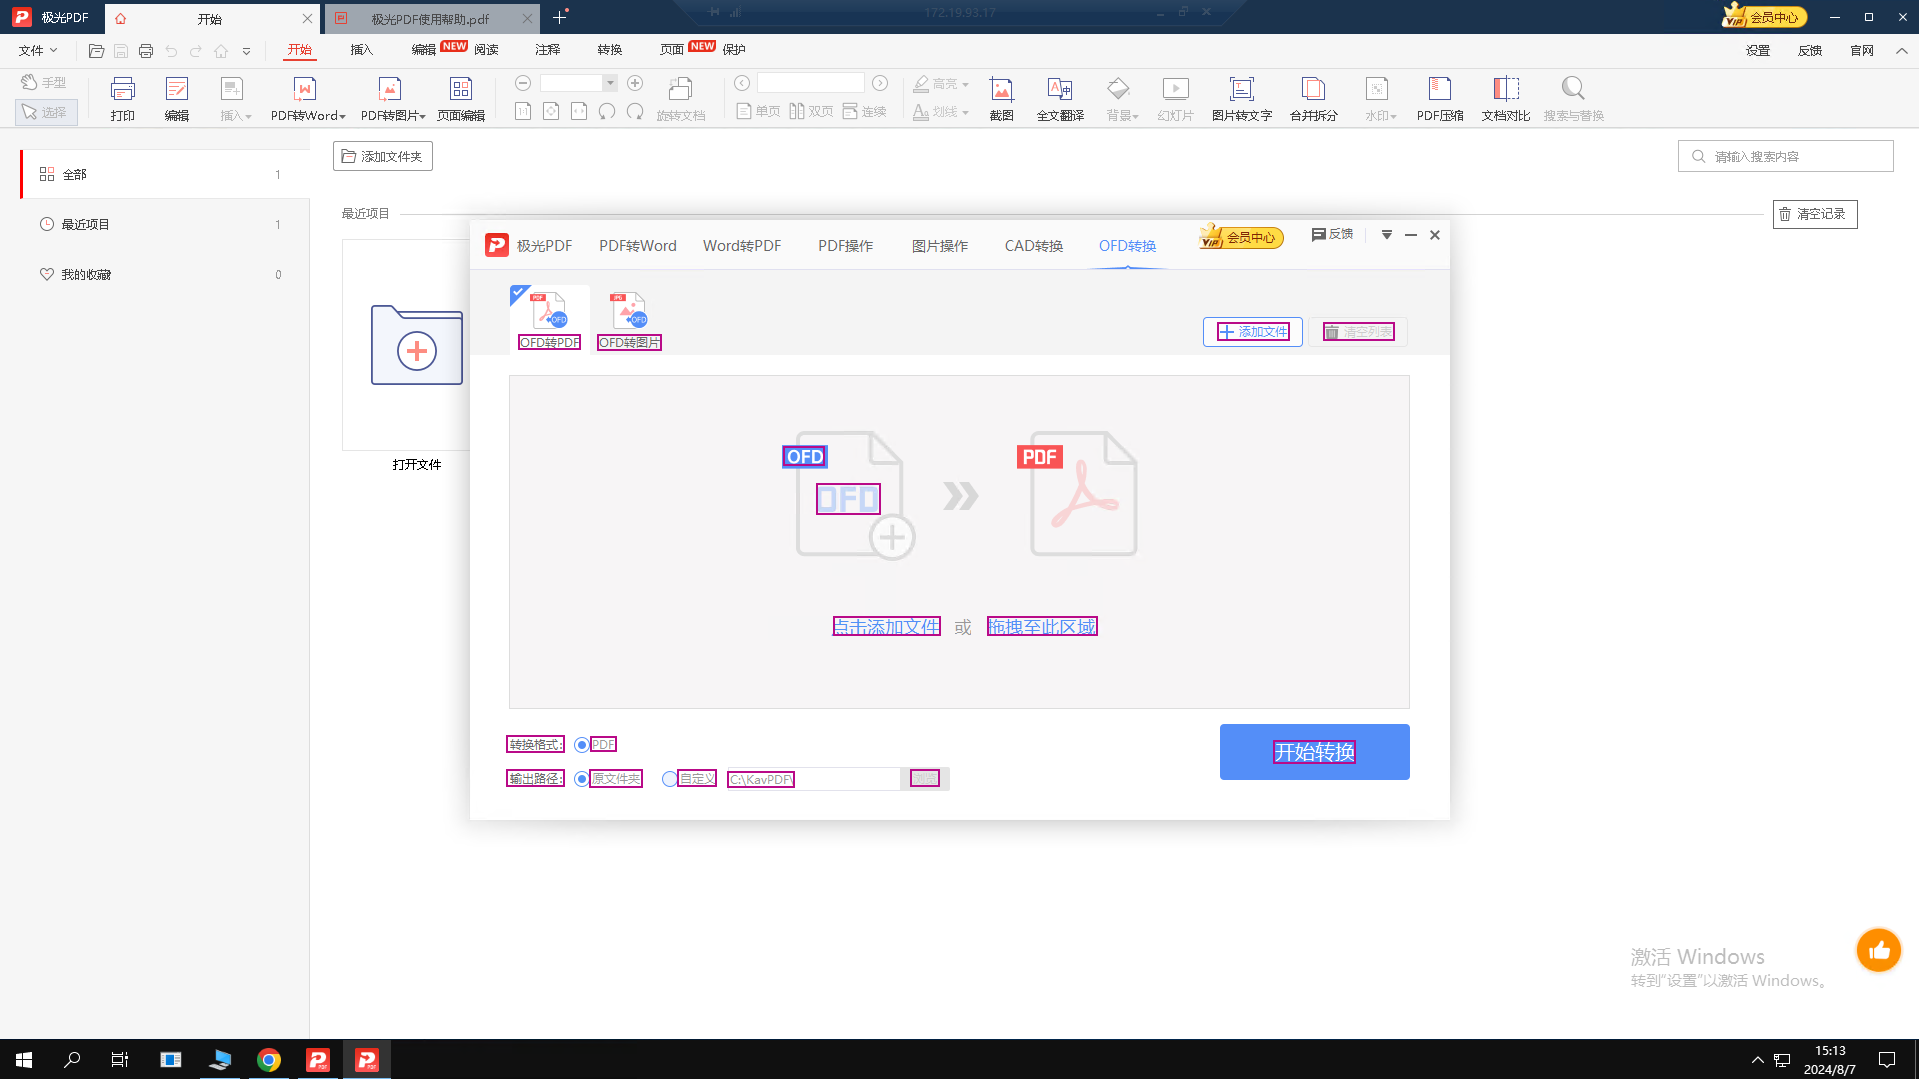 极光PDF 开始 极光PDF使用帮助.pdf 172.19.93.17 VIP 会员中心
文件 开始 插入 编辑 NEW 阅读 注释 转换 页面 NEW 保护 设置 反馈 官网
手型 选择 打印 编辑 插入 PDF转Word PDF转图片 页面编辑 1:1 旋转文档 单页 双页 连续 高亮 划线 截图 全文翻译 背景 幻灯片 图片转文字 合并拆分 水印 PDF压缩 文档对比 搜索与替换
添加文件夹 请输入搜索内容
全部 1
最近项目 1
我的收藏 0
最近项目 清空记录
打开文件
极光PDF PDF转Word Word转PDF PDF操作 图片操作 CAD转换 OFD转换 VIP 会员中心 反馈
PDF OFD JPG OFD
OFD转PDF OFD转图片 添加文件 清空列表
OFD PDF
OFD
点击添加文件 或 拖拽至此区域
转换格式: PDF
开始转换
输出路径: 原文件夹 自定义 C:\KavPDF\ 浏览
激活 Windows
转到“设置”以激活 Windows。
15:13
2024/8/7